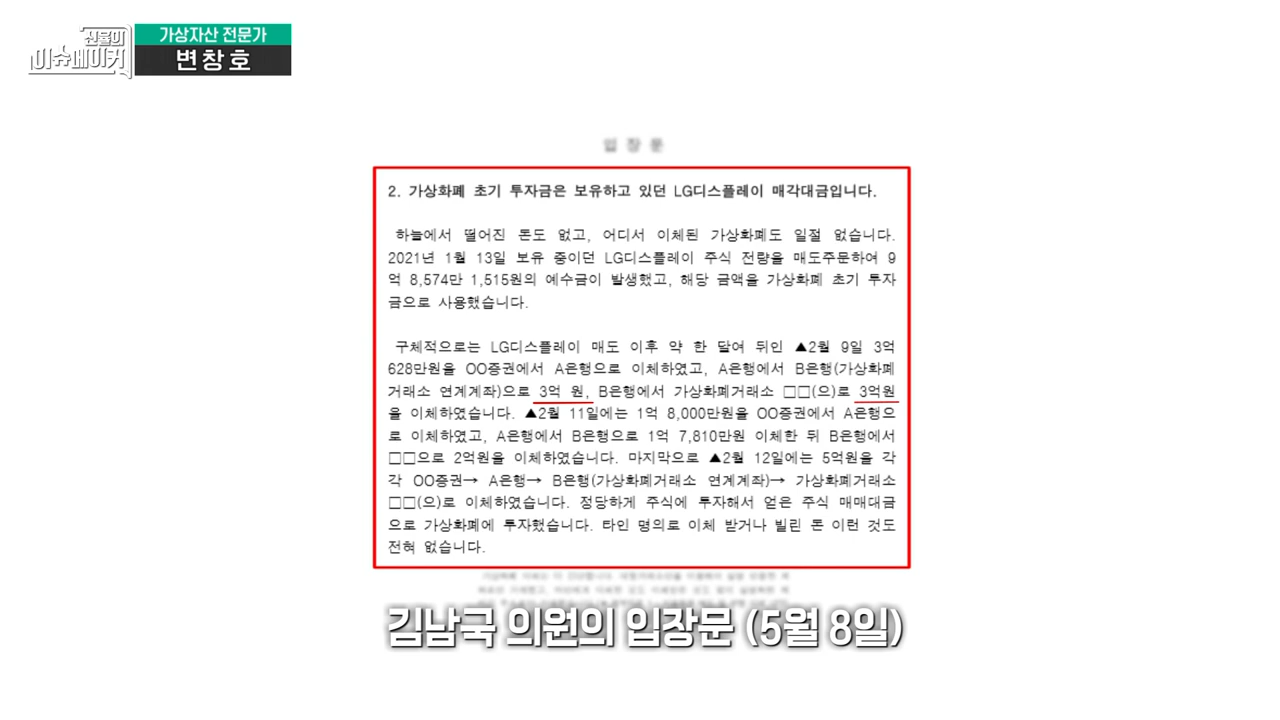 신율의
이슈메이커
가상자산 전문가
변창호
입 장 문
2. 가상화폐 초기 투자금은 보유하고 있던 LG디스플레이 매각대금입니다.
하늘에서 떨어진 돈도 없고, 어디서 이체된 가상화폐도 일절 없습니다.
2021년 1월 13일 보유 중이던 LG디스플레이 주식 전량을 매도주문하여 9
억 8,574만 1,515원의 예수금이 발생했고, 해당 금액을 가상화폐 초기 투자
금으로 사용했습니다.
구체적으로는 LG디스플레이 매도 이후 약 한 달여 뒤인 ▲2월 9일 3억
628만원을 OO증권에서 A은행으로 이체하였고, A은행에서 B은행(가상화폐
거래소 연계계좌)으로 3억 원, B은행에서 가상화폐거래소 □□(으)로 3억원
을 이체하였습니다. ▲2월 11일에는 1억 8,000만원을 OO증권에서 A은행으
로 이체하였고, A은행에서 B은행으로 1억 7,810만원 이체한 뒤 B은행에서
□□으로 2억원을 이체하였습니다. 마지막으로 ▲2월 12일에는 5억원을 각
각 OO증권→ A은행→ B은행(가상화폐거래소 연계계좌)→ 가상화폐거래소
□□(으)로 이체하였습니다. 정당하게 주식에 투자해서 얻은 주식 매매대금
으로 가상화폐에 투자했습니다. 타인 명의로 이체 받거나 빌린 돈 이런 것도
전혀 없습니다.
김남국 의원의 입장문 (5월 8일)